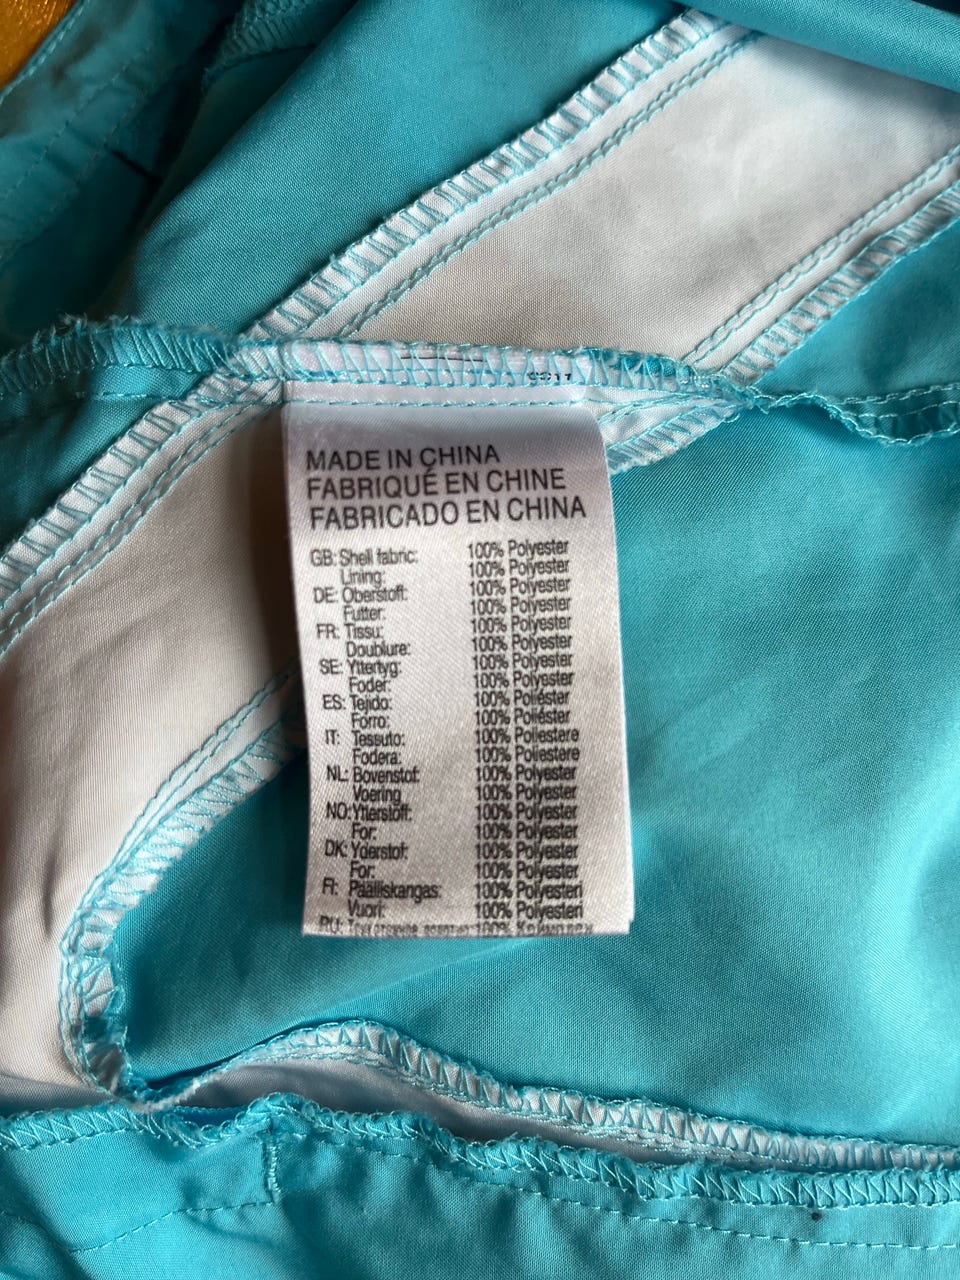 MADE IN CHINA
FABRIQUÉ EN CHINE
FABRICADO EN CHINA
GB: Shell fabric: 100% Polyester
Lining: 100% Polyester
DE: Oberstoff: 100% Polyester
Futter: 100% Polyester
FR: Tissu: 100% Polyester
Doublure: 100% Polyester
SE: Yttertyg: 100% Polyester
Foder: 100% Polyester
ES: Tejido: 100% Poliéster
Forro: 100% Poliéster
IT: Tessuto: 100% Poliestere
Fodera: 100% Poliestere
NL: Bovenstof: 100% Polyester
Voering 100% Polyester
NO: Ytterstoff: 100% Polyester
For: 100% Polyester
DK: Yderstof: 100% Polyester
For: 100% Polyester
FI: Päälliskangas: 100% Polyesteri
Vuori: 100% Polyesteri
RU: 100%